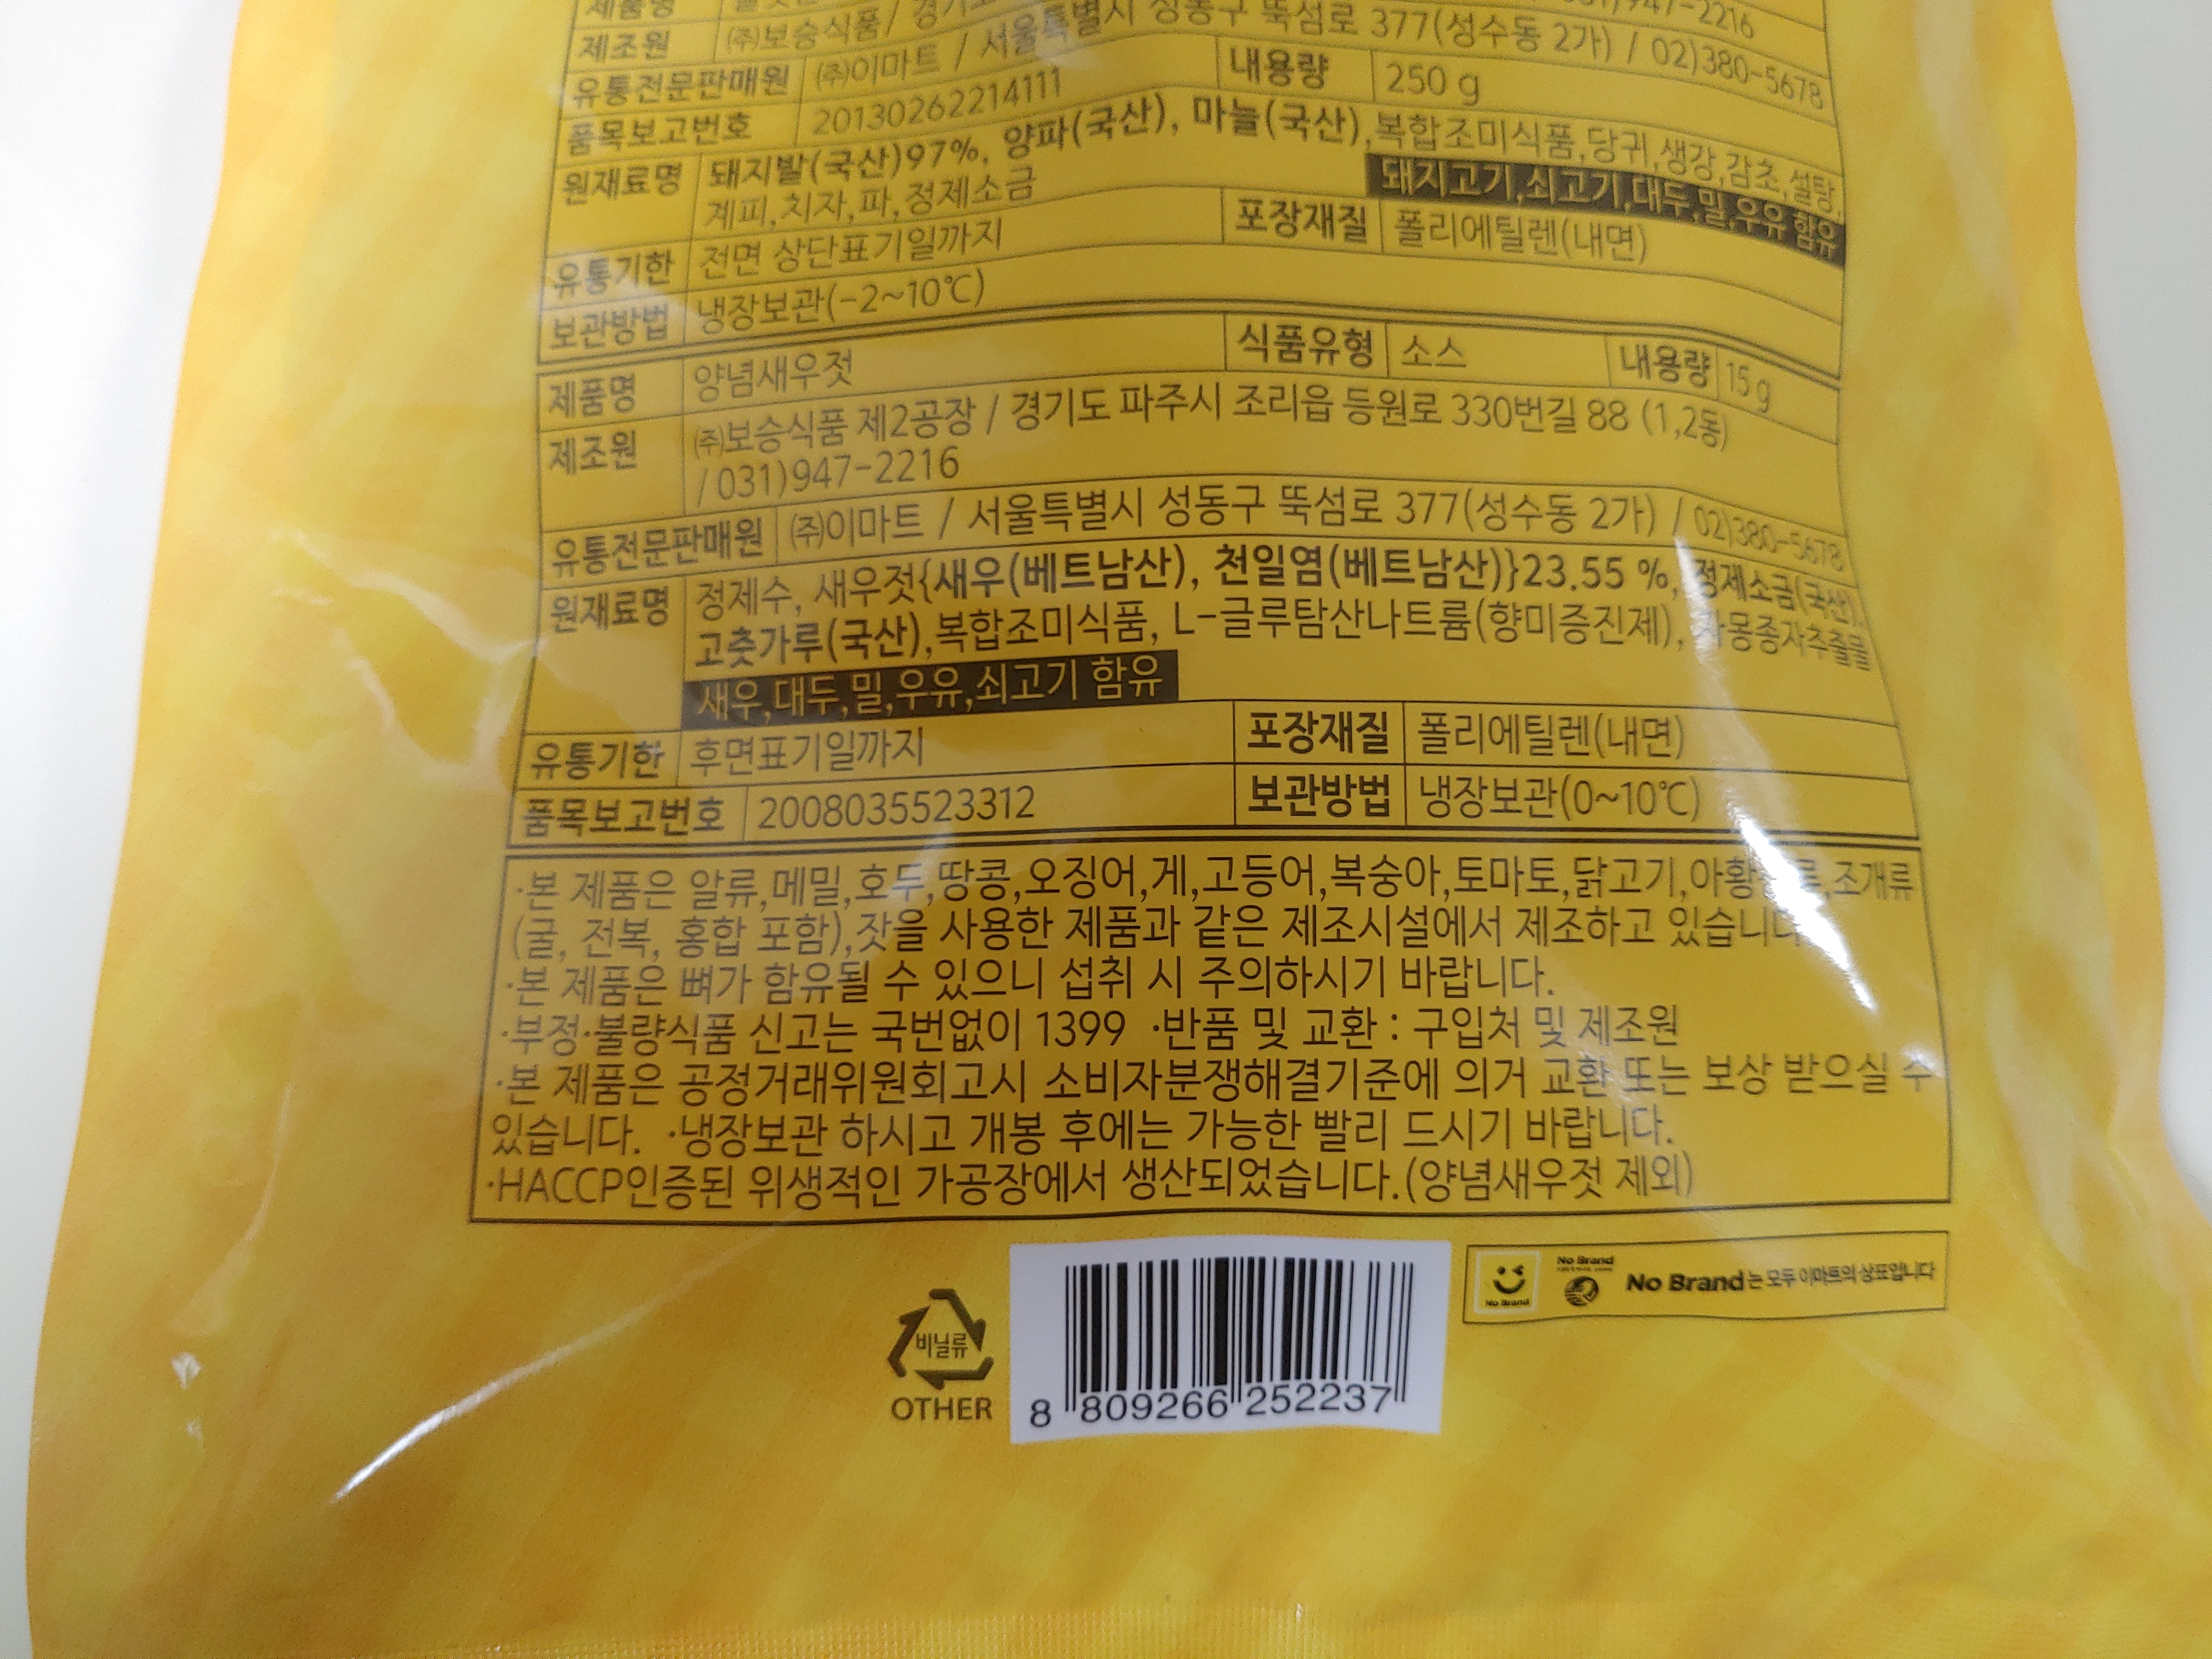 제품명
제조원 ㈜보승식품/ 947-2216
유통전문판매원 ㈜이마트 / 서울특별시 성동구 뚝섬로 377(성수동 2가) / 02)380-5678
품목보고번호 20130262214111 내용량 250 g
원재료명 돼지발(국산)97%, 양파(국산), 마늘(국산),복합조미식품,당귀,생강,감초,설탕,
계피,치자,파,정제소금 돼지고기,쇠고기,대두,밀,우유 함유
유통기한 전면 상단표기일까지 포장재질 폴리에틸렌(내면)
보관방법 냉장보관(-2~10℃)
제품명 양념새우젓 식품유형 소스 내용량 15 g
제조원 ㈜보승식품 제2공장 / 경기도 파주시 조리읍 등원로 330번길 88 (1,2동)
/ 031)947-2216
유통전문판매원 ㈜이마트 / 서울특별시 성동구 뚝섬로 377(성수동 2가) / 02)380-5678
원재료명 정제수, 새우젓{새우(베트남산), 천일염(베트남산)}23.55 %, 정제소금(국산),
고춧가루(국산),복합조미식품, L-글루탐산나트륨(향미증진제), 자몽종자추출물
새우,대두,밀,우유,쇠고기 함유
유통기한 후면표기일까지 포장재질 폴리에틸렌(내면)
품목보고번호 2008035523312 보관방법 냉장보관(0~10℃)
·본 제품은 알류,메밀,호두,땅콩,오징어,게,고등어,복숭아,토마토,닭고기, 조개류
(굴, 전복, 홍합 포함),잣을 사용한 제품과 같은 제조시설에서 제조하고 있습니다.
·본 제품은 뼈가 함유될 수 있으니 섭취 시 주의하시기 바랍니다.
·부정·불량식품 신고는 국번없이 1399 ·반품 및 교환 : 구입처 및 제조원
·본 제품은 공정거래위원회고시 소비자분쟁해결기준에 의거 교환 또는 보상 받으실 수
있습니다. ·냉장보관 하시고 개봉 후에는 가능한 빨리 드시기 바랍니다.
·HACCP인증된 위생적인 가공장에서 생산되었습니다.(양념새우젓 제외)
비닐류
OTHER
8 809266 252237
No Brand
No Brand
No Brand는 모두 이마트의 상표입니다